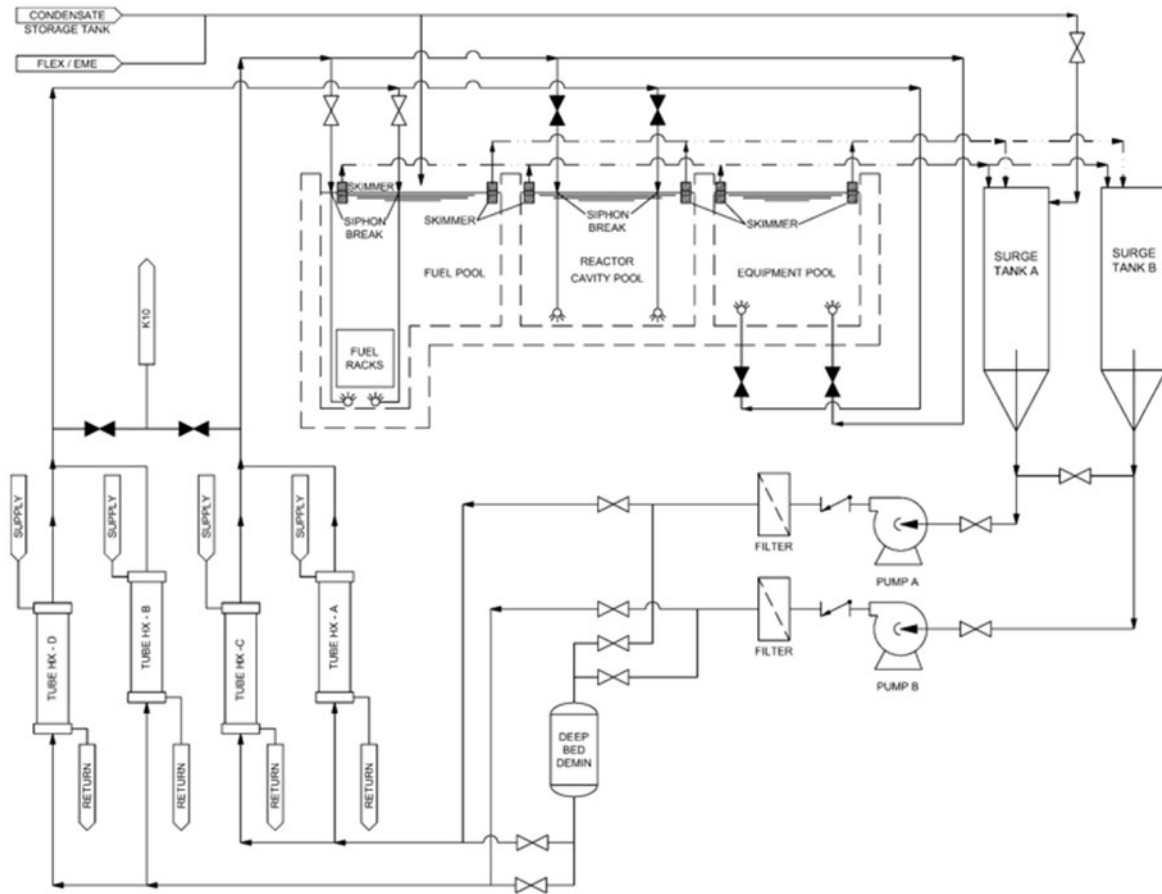 CONDENSATE
STORAGE TANK
FLEX / EME
SKIMMER
SIPHON
BREAK
SKIMMER
SIPHON
BREAK
SKIMMER
FUEL POOL
REACTOR
CAVITY POOL
EQUIPMENT POOL
SURGE
TANK A
SURGE
TANK B
K10
FUEL
RACKS
SUPPLY
SUPPLY
SUPPLY
SUPPLY
FILTER
PUMP A
TUBE HX - D
TUBE HX - B
TUBE HX -C
TUBE HX - A
FILTER
PUMP B
DEEP
BED
DEMIN
RETURN
RETURN
RETURN
RETURN